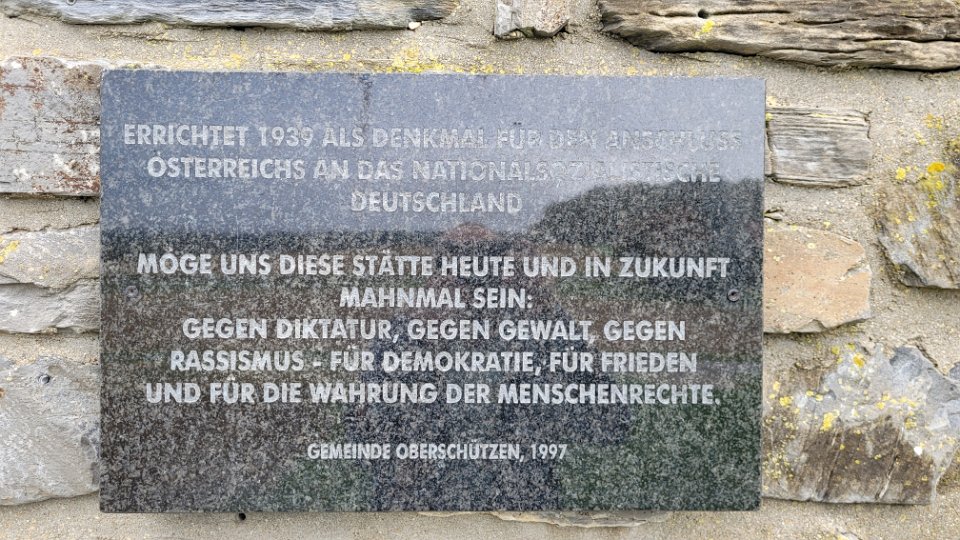 ERRICHTET 1939 ALS DENKMAL FÜR DEN ANSCHLUSS
ÖSTERREICHS AN DAS NATIONALSOZIALISTISCHE
DEUTSCHLAND
MÖGE UNS DIESE STÄTTE HEUTE UND IN ZUKUNFT
MAHNMAL SEIN:
GEGEN DIKTATUR, GEGEN GEWALT, GEGEN
RASSISMUS - FÜR DEMOKRATIE, FÜR FRIEDEN
UND FÜR DIE WAHRUNG DER MENSCHENRECHTE.
GEMEINDE OBERSCHÜTZEN, 1997